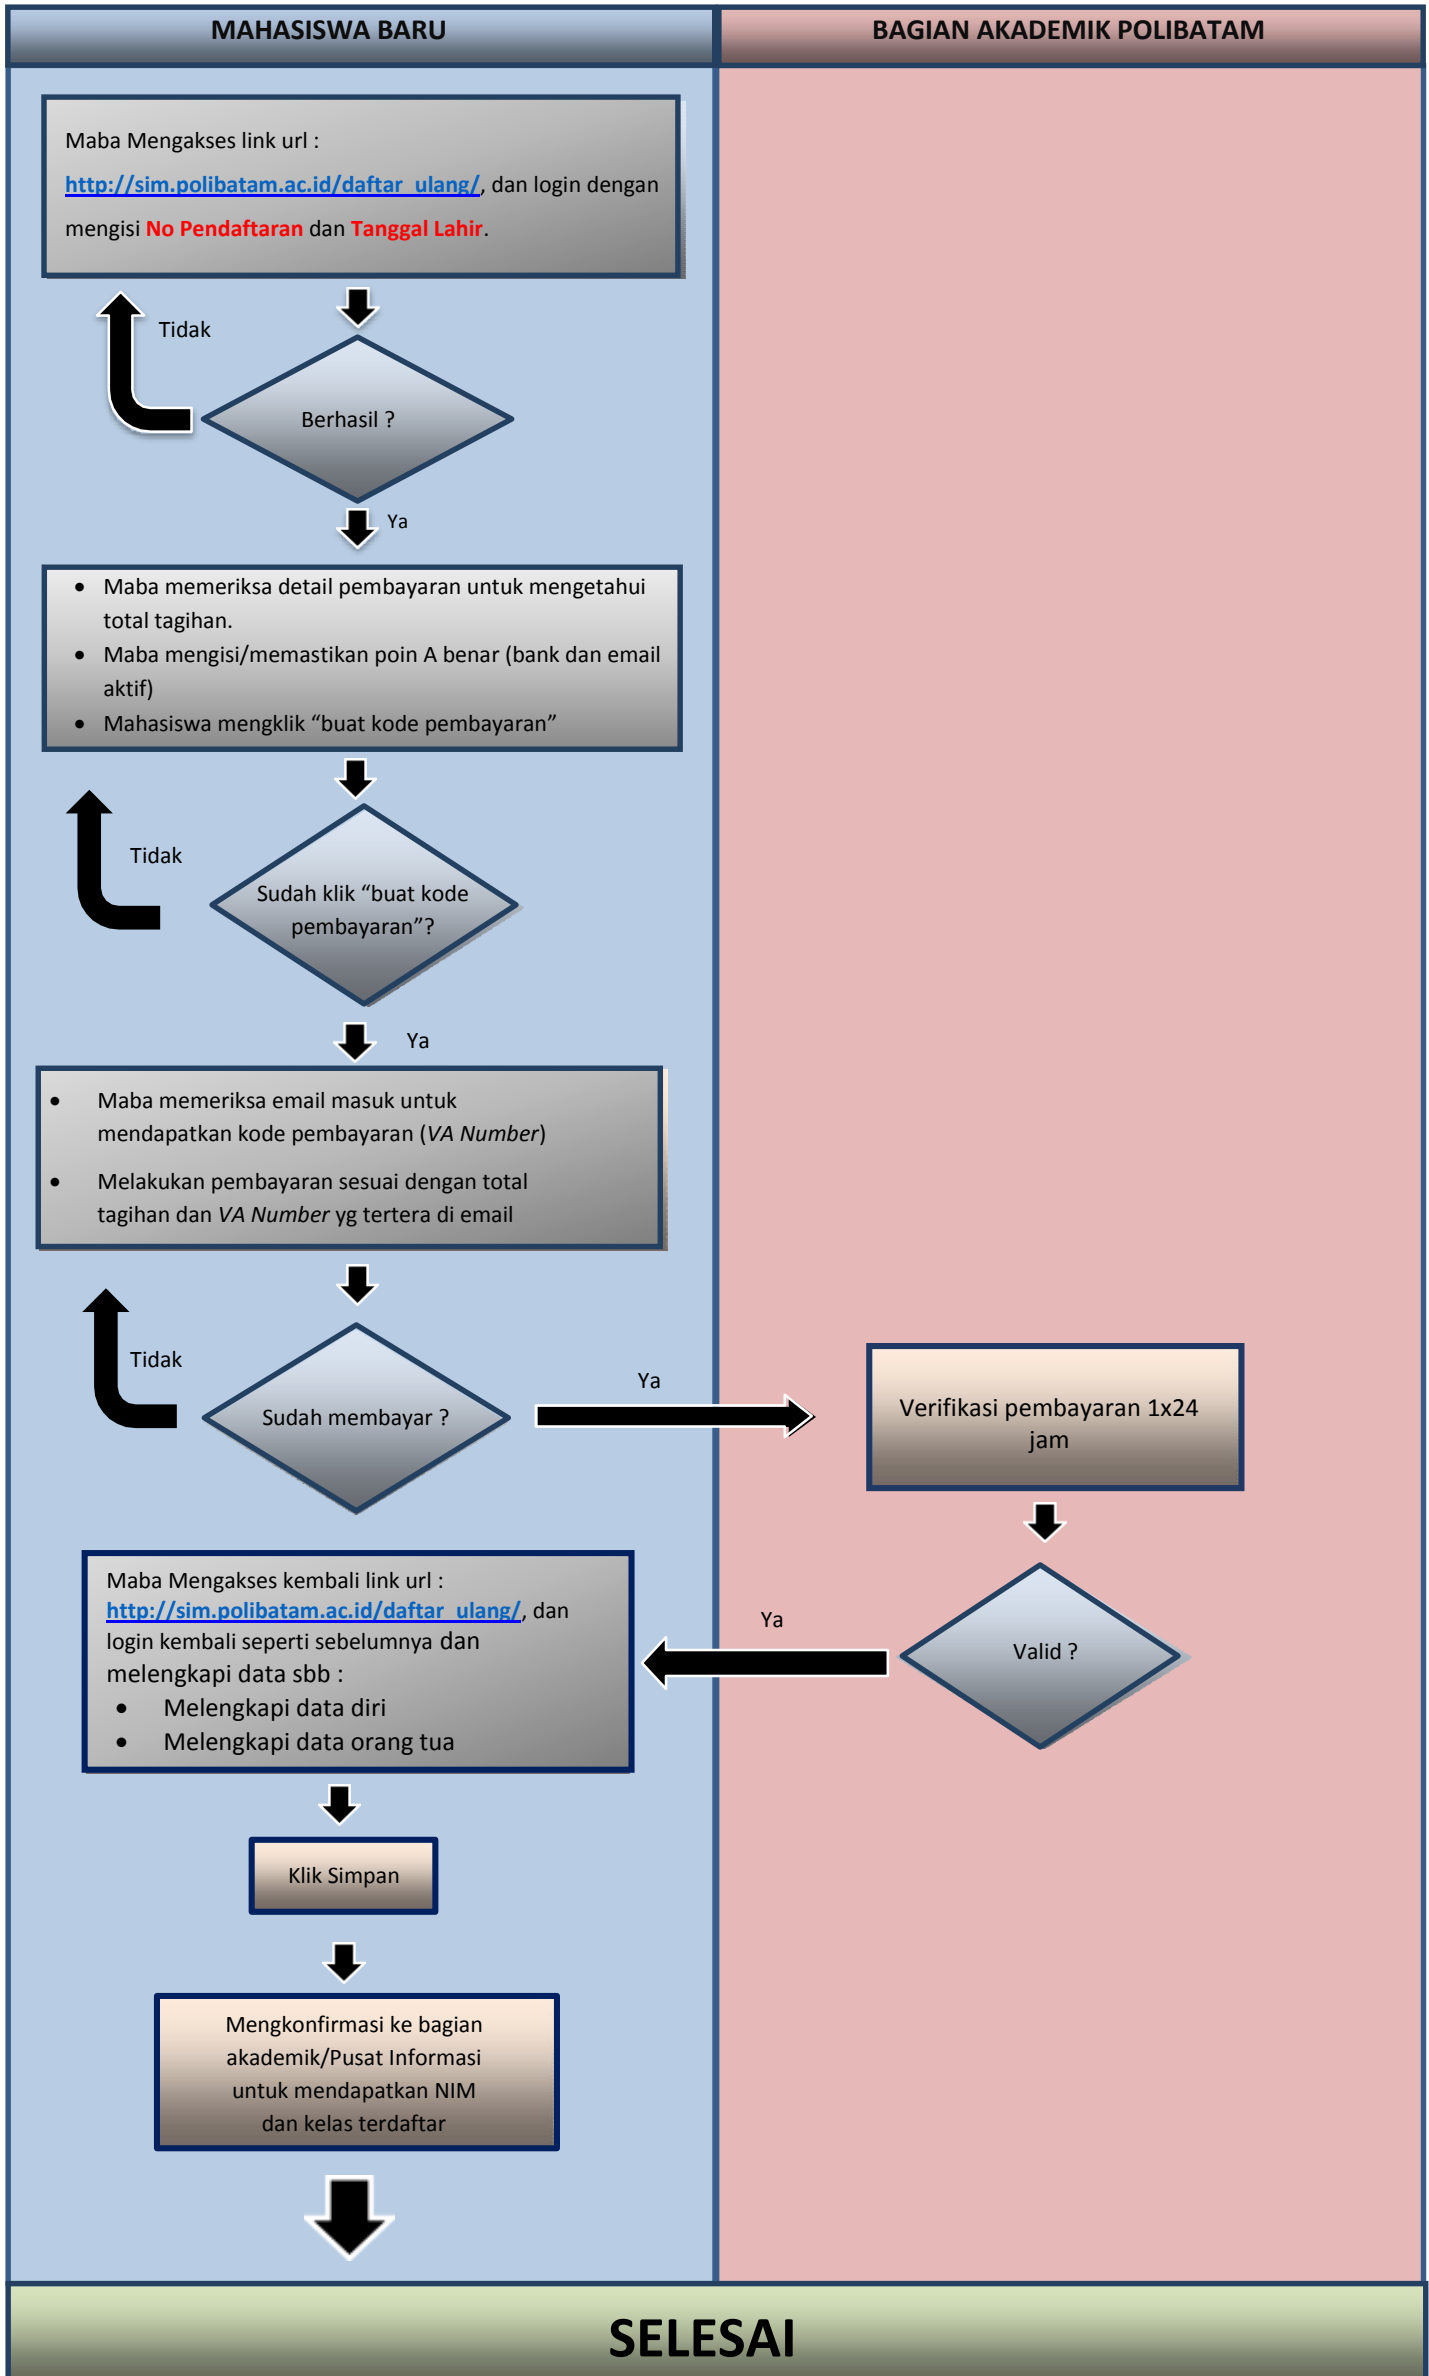 MAHASISWA BARU
BAGIAN AKADEMIK POLIBATAM
Maba Mengakses link url :
http://sim.polibatam.ac.id/daftar_ulang/, dan login dengan
mengisi No Pendaftaran dan Tanggal Lahir.
Tidak
Berhasil ?
Ya
• Maba memeriksa detail pembayaran untuk mengetahui
total tagihan.
• Maba mengisi/memastikan poin A benar (bank dan email
aktif)
• Mahasiswa mengklik “buat kode pembayaran”
Tidak
Sudah klik “buat kode
pembayaran”?
Ya
• Maba memeriksa email masuk untuk
mendapatkan kode pembayaran (VA Number)
• Melakukan pembayaran sesuai dengan total
tagihan dan VA Number yg tertera di email
Tidak
Sudah membayar ?
Ya
Verifikasi pembayaran 1x24
jam
Valid ?
Ya
Maba Mengakses kembali link url :
http://sim.polibatam.ac.id/daftar_ulang/, dan
login kembali seperti sebelumnya dan
melengkapi data sbb :
• Melengkapi data diri
• Melengkapi data orang tua
Klik Simpan
Mengkonfirmasi ke bagian
akademik/Pusat Informasi
untuk mendapatkan NIM
dan kelas terdaftar
SELESAI